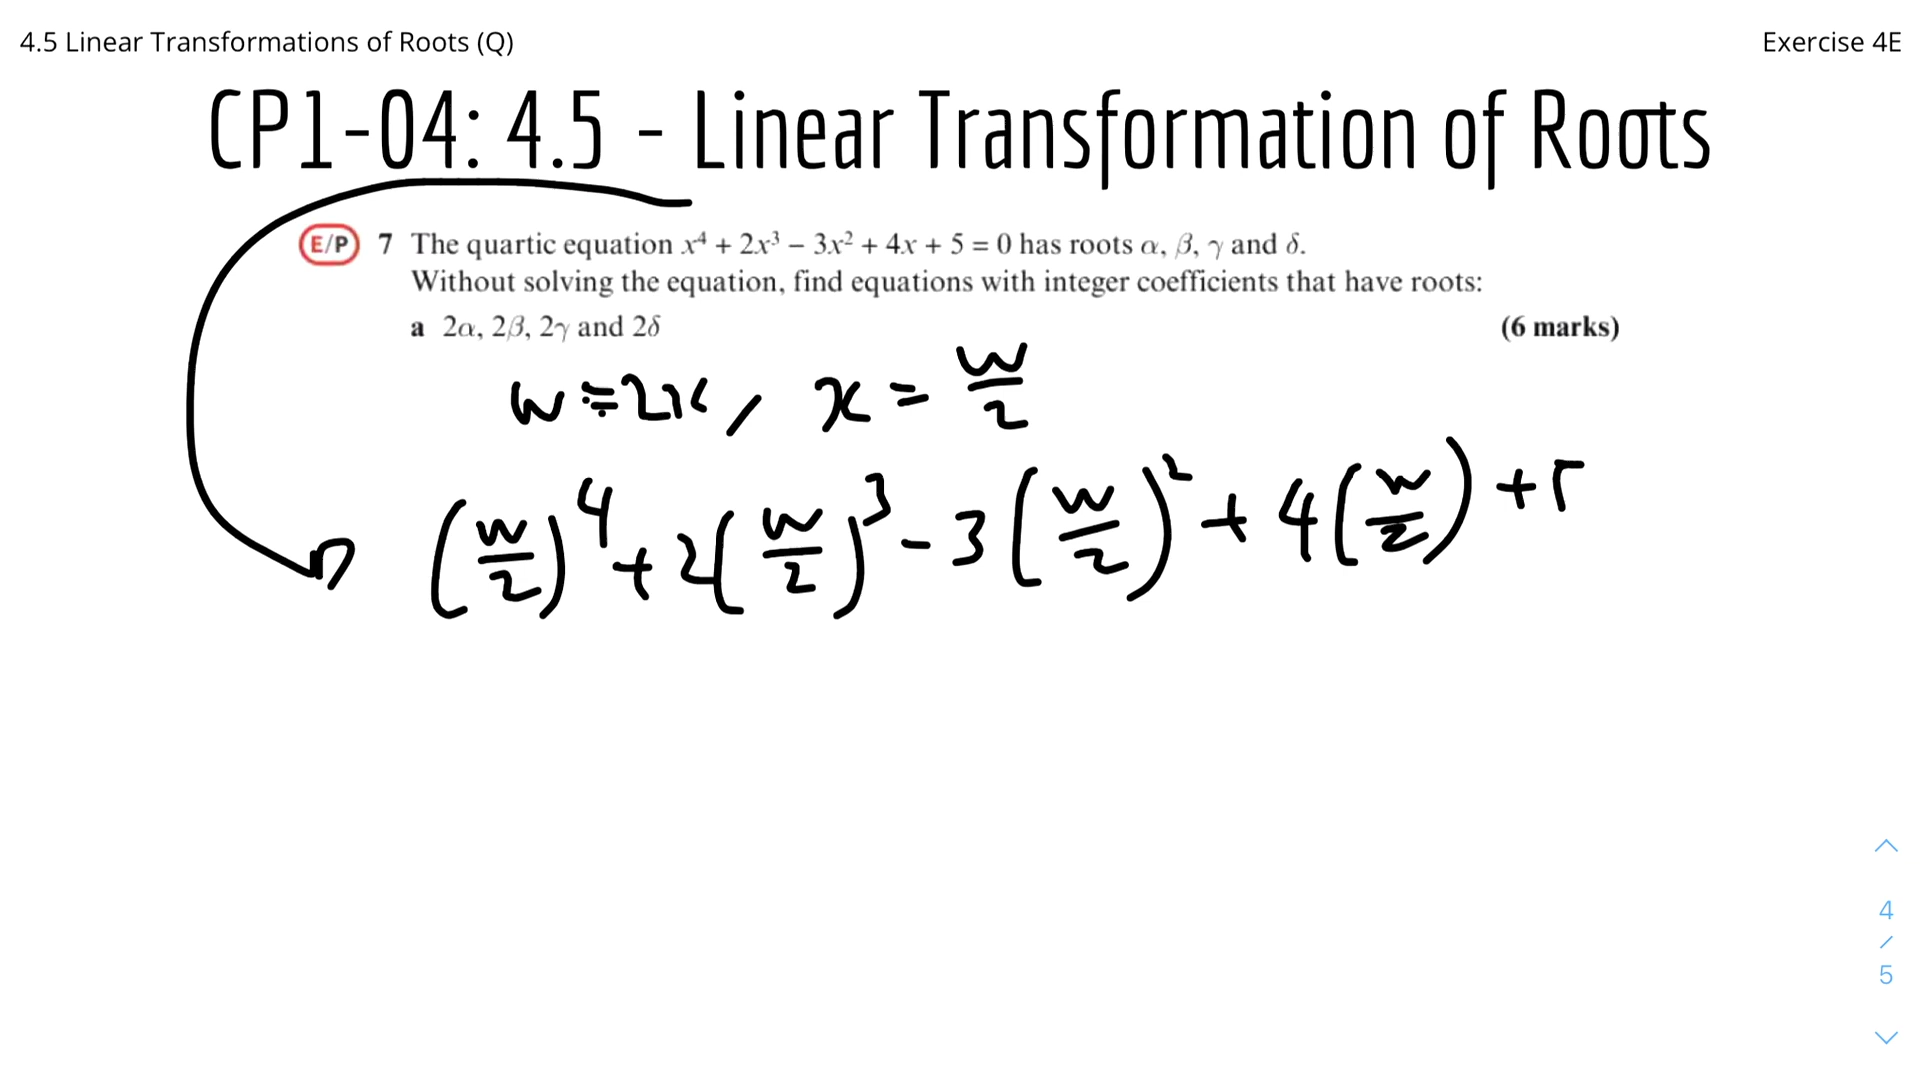 4.5 Linear Transformations of Roots (Q)
Exercise 4E
CP1-04: 4.5 - Linear Transformation of Roots
E/P 7 The quartic equation x⁴ + 2x³ – 3x² + 4x + 5 = 0 has roots α, β, γ and δ.
Without solving the equation, find equations with integer coefficients that have roots:
a 2α, 2β, 2γ and 2δ (6 marks)
w = 2x, x = w/2
(w/2)⁴ + 2(w/2)³ - 3(w/2)² + 4(w/2) + 5
4
/
5